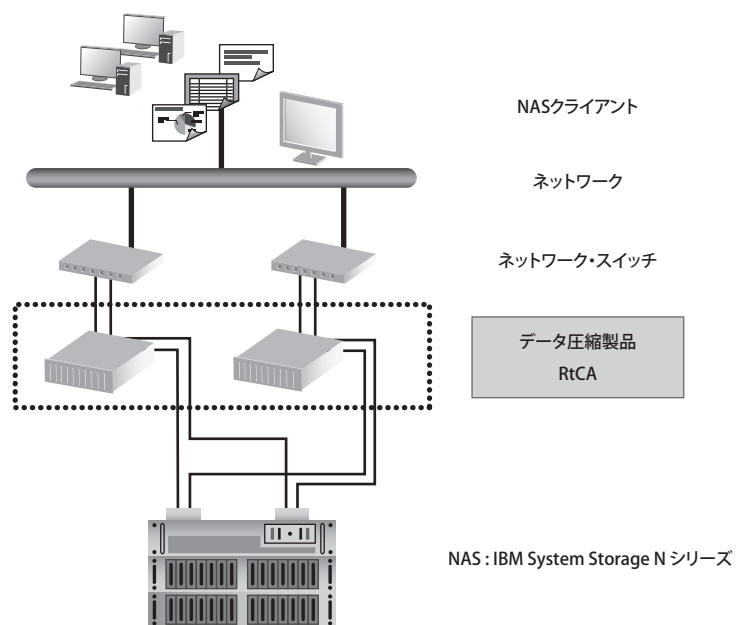 NASクライアント
ネットワーク
ネットワーク・スイッチ
データ圧縮製品
RtCA
NAS : IBM System Storage N シリーズ